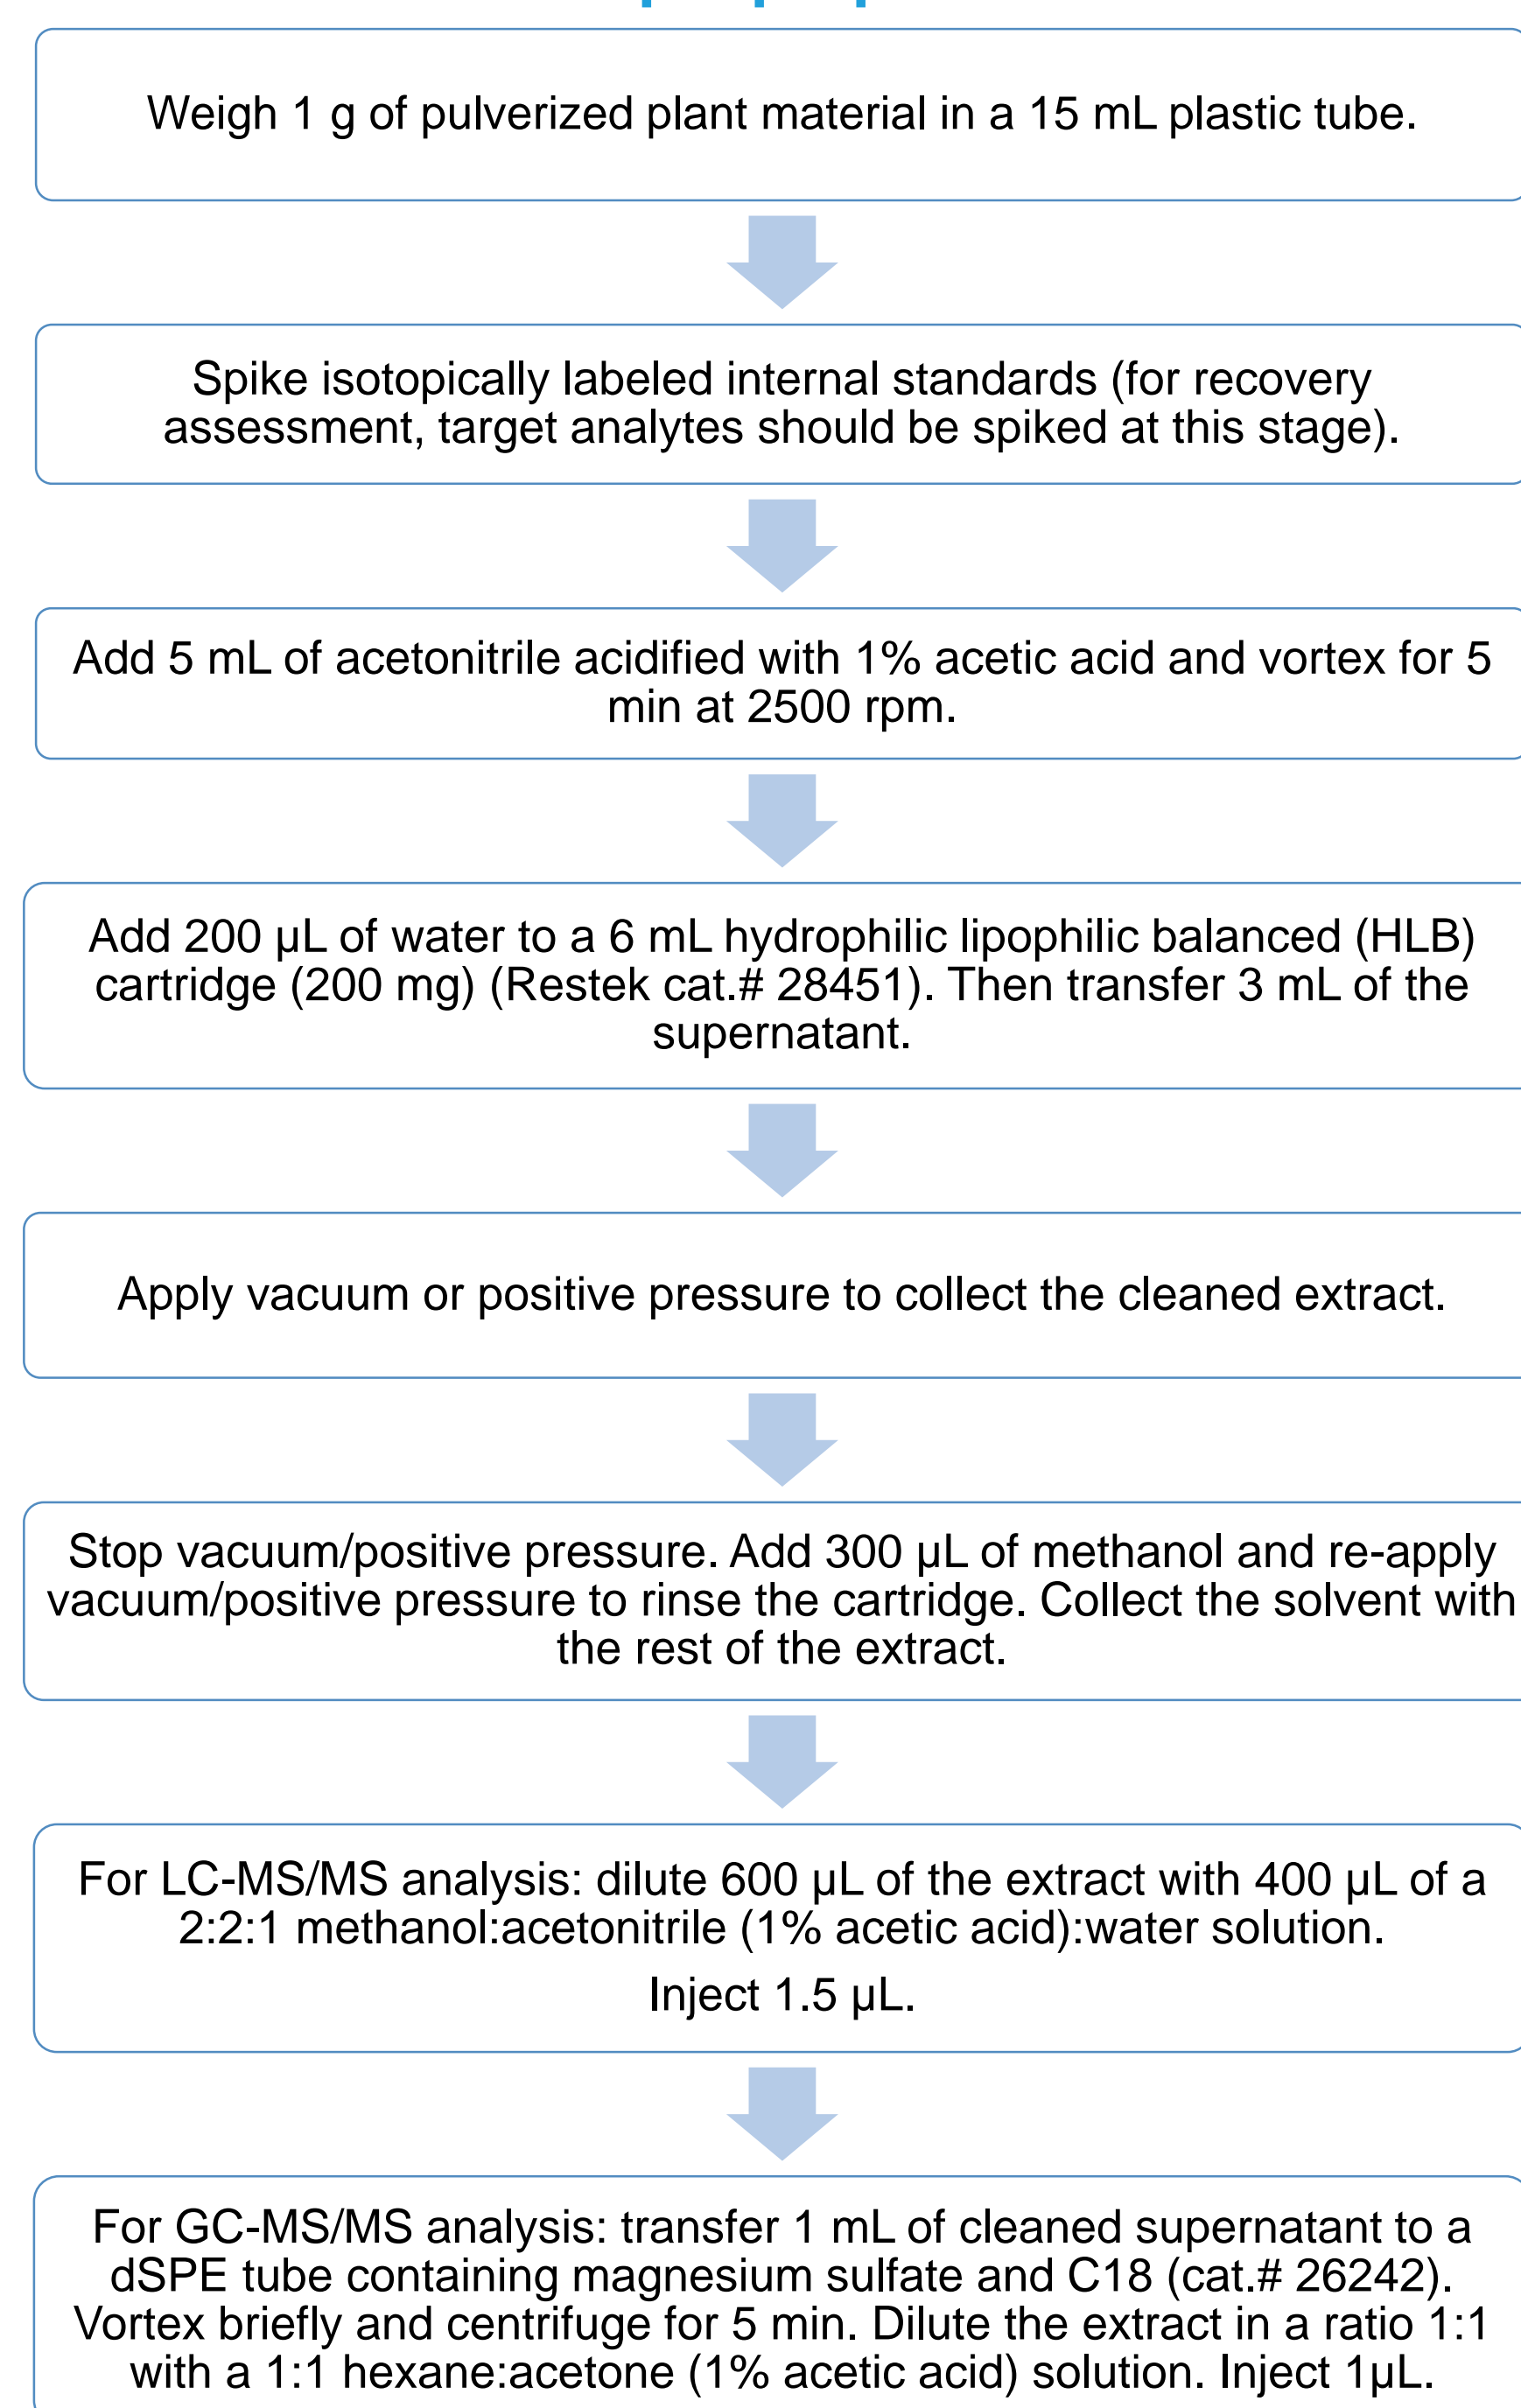 Weigh 1 g of pulverized plant material in a 15 mL plastic tube.
Spike isotopically labeled internal standards (for recovery
assessment, target analytes should be spiked at this stage).
Add 5 mL of acetonitrile acidified with 1% acetic acid and vortex for 5
min at 2500 rpm.
Add 200 µL of water to a 6 mL hydrophilic lipophilic balanced (HLB)
cartridge (200 mg) (Restek cat.# 28451). Then transfer 3 mL of the
supernatant.
Apply vacuum or positive pressure to collect the cleaned extract.
Stop vacuum/positive pressure. Add 300 µL of methanol and re-apply
vacuum/positive pressure to rinse the cartridge. Collect the solvent with
the rest of the extract.
For LC-MS/MS analysis: dilute 600 µL of the extract with 400 µL of a
2:2:1 methanol:acetonitrile (1% acetic acid):water solution.
Inject 1.5 µL.
For GC-MS/MS analysis: transfer 1 mL of cleaned supernatant to a
dSPE tube containing magnesium sulfate and C18 (cat.# 26242).
Vortex briefly and centrifuge for 5 min. Dilute the extract in a ratio 1:1
with a 1:1 hexane:acetone (1% acetic acid) solution. Inject 1µL.